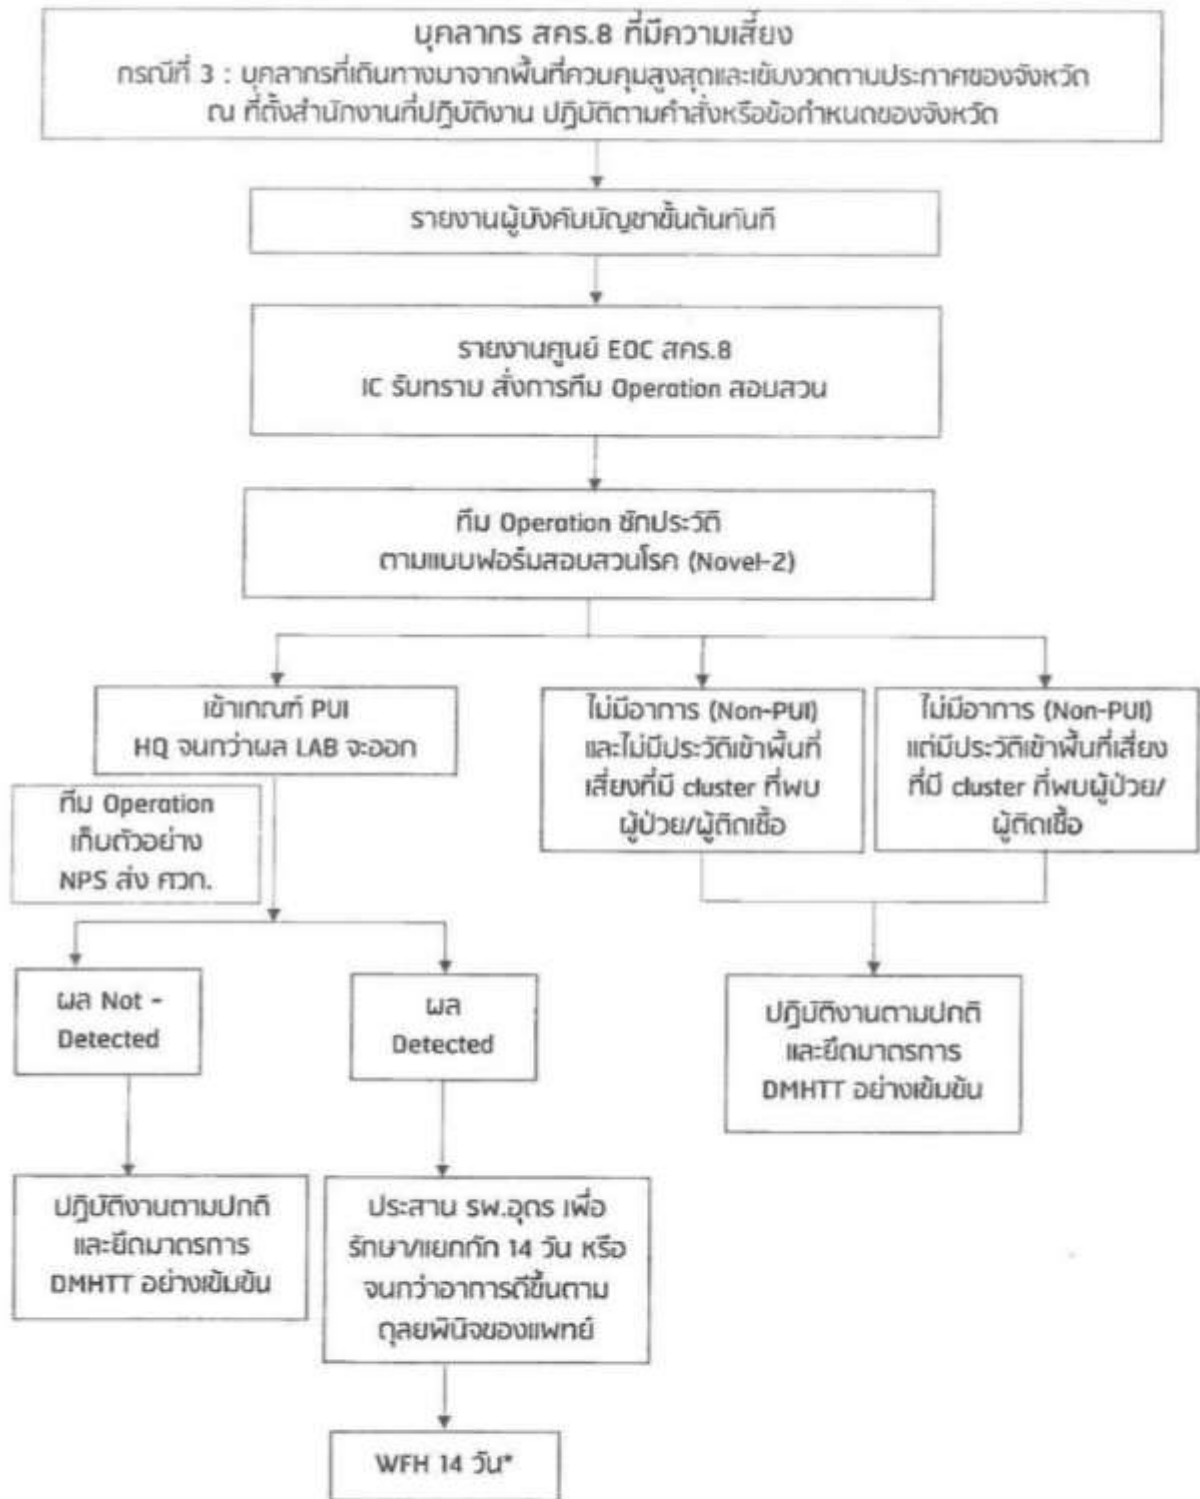 บุคลากร สคร.8 ที่มีความเสี่ยง
กรณีที่ 3 : บุคลากรที่เดินทางมาจากพื้นที่ควบคุมสูงสุดและเข้มงวดตามประกาศของจังหวัด
ณ ที่ตั้งสำนักงานที่ปฏิบัติงาน ปฏิบัติตามคำสั่งหรือข้อกำหนดของจังหวัด
รายงานผู้บังคับบัญชาชั้นต้นทันที
รายงานศูนย์ EOC สคร.8
IC รับทราบ สั่งการทีม Operation สอบสวน
ทีม Operation ซักประวัติ
ตามแบบฟอร์มสอบสวนโรค (Novel-2)
เข้าเกณฑ์ PUI
HQ จนกว่าผล LAB จะออก
ไม่มีอาการ (Non-PUI)
และไม่มีประวัติเข้าพื้นที่
เสี่ยงที่มี cluster ที่พบ
ผู้ป่วย/ผู้ติดเชื้อ
ไม่มีอาการ (Non-PUI)
แต่มีประวัติเข้าพื้นที่เสี่ยง
ที่มี cluster ที่พบผู้ป่วย/
ผู้ติดเชื้อ
ทีม Operation
เก็บตัวอย่าง
NPS ส่ง ศวก.
ผล Not -
Detected
ผล
Detected
ปฏิบัติงานตามปกติ
และยึดมาตรการ
DMHTT อย่างเข้มข้น
ปฏิบัติงานตามปกติ
และยึดมาตรการ
DMHTT อย่างเข้มข้น
ประสาน รพ.อุดร เพื่อ
รักษา/แยกกัก 14 วัน หรือ
จนกว่าอาการดีขึ้นตาม
ดุลยพินิจของแพทย์
WFH 14 วัน*